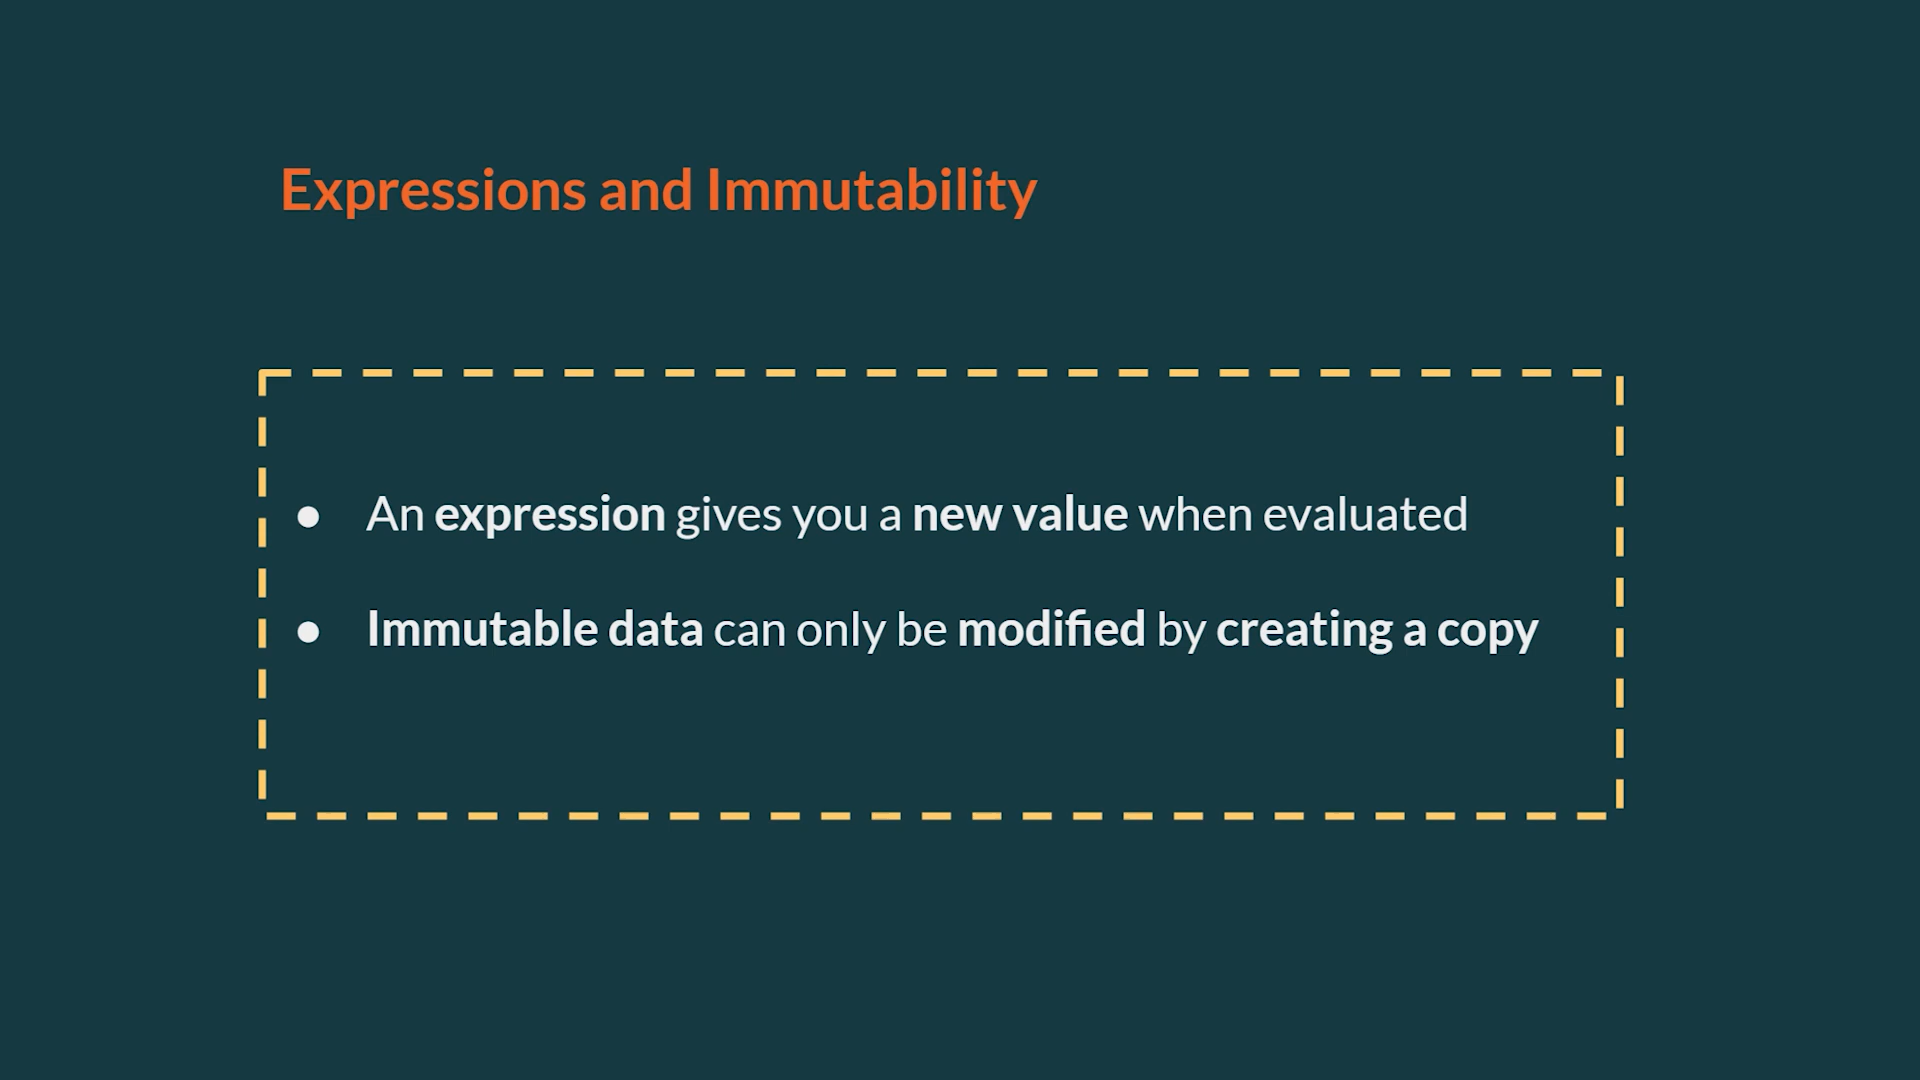 Expressions and Immutability
● An expression gives you a new value when evaluated
● Immutable data can only be modified by creating a copy